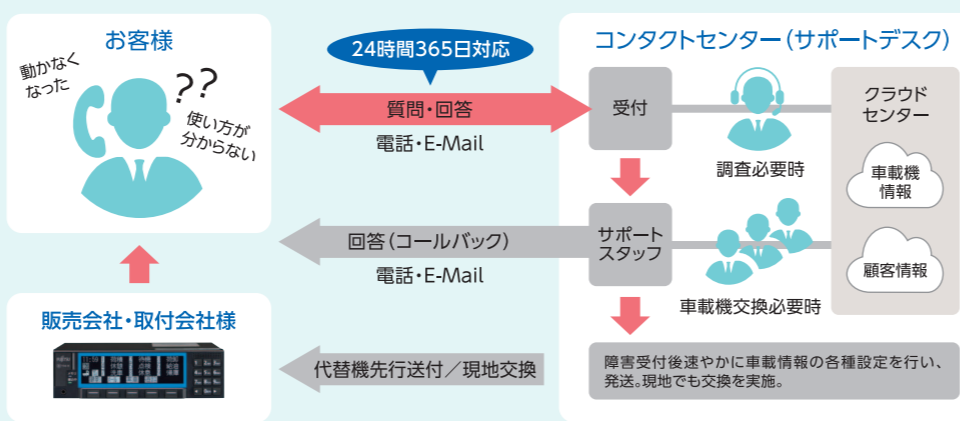 お客様
動かなく
なった
??
使い方が
分からない
24時間365日対応
質問・回答
電話・E-Mail
コンタクトセンター(サポートデスク)
受付
調査必要時
クラウド
センター
車載機
情報
顧客情報
回答(コールバック)
電話・E-Mail
サポート
スタッフ
車載機交換必要時
販売会社・取付会社様
代替機先行送付/現地交換
障害受付後速やかに車載情報の各種設定を行い、
発送。現地でも交換を実施。